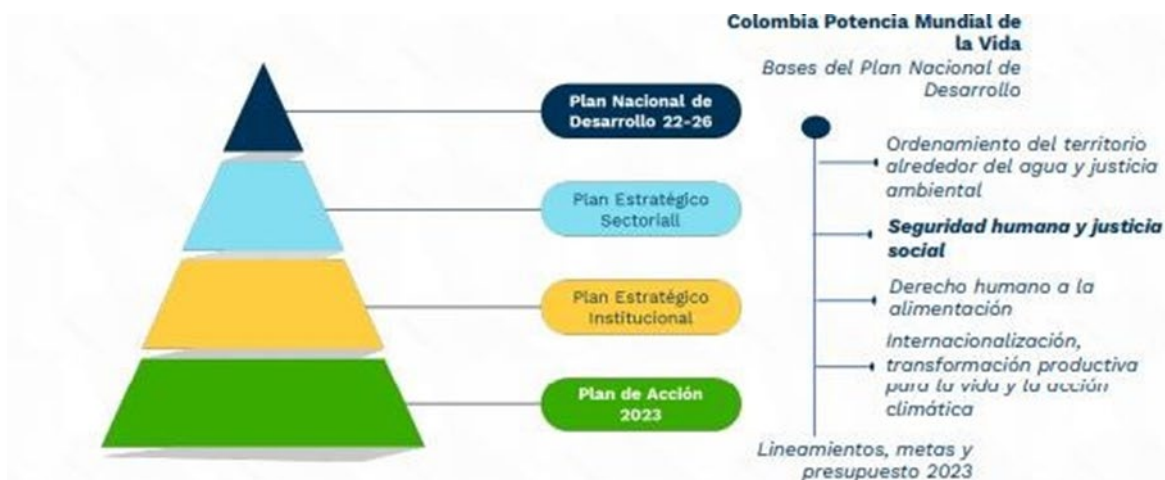 Plan Nacional de
Desarrollo 22-26
Plan Estratégico
Sectoriall
Plan Estratégico
Institucional
Plan de Acción
2023
Colombia Potencia Mundial de
la Vida
Bases del Plan Nacional de
Desarrollo
Ordenamiento del territorio
alrededor del agua y justicia
ambiental
Seguridad humana y justicia
social
Derecho humano a la
alimentación
Internacionalización,
transformación productiva
para la vida y la acción
climática
Lineamientos, metas y
presupuesto 2023